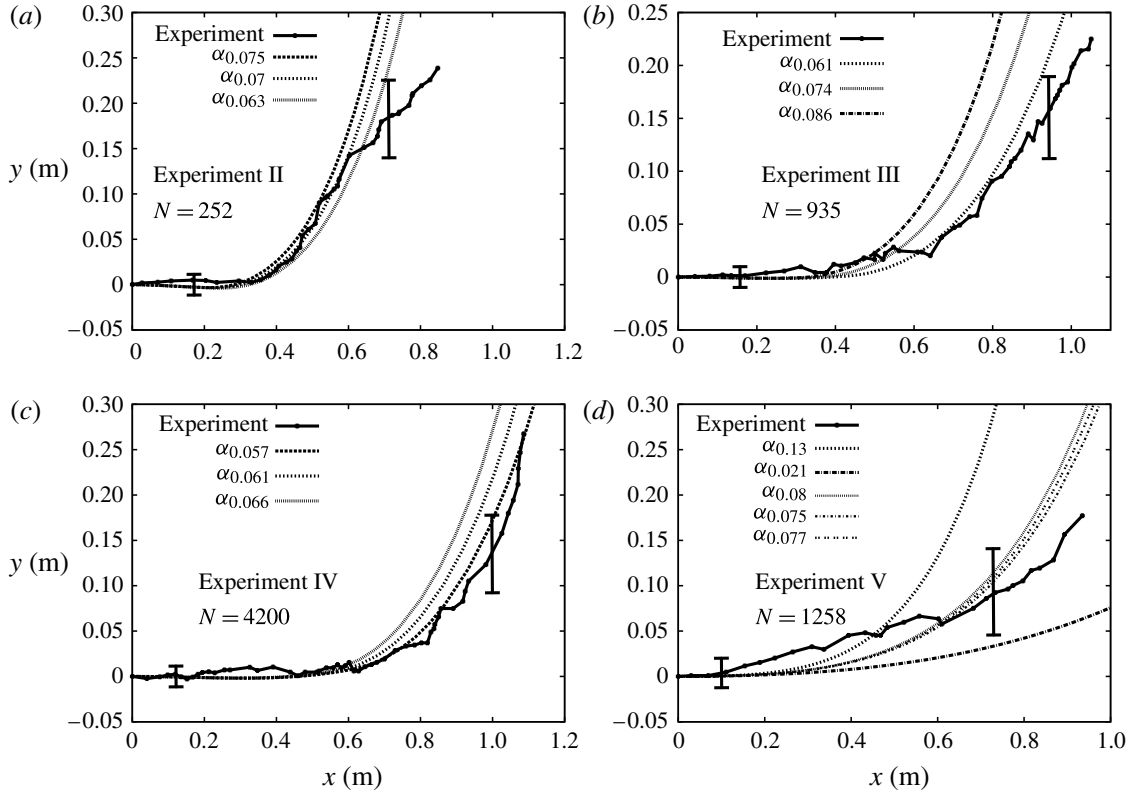 (a)
0.30
0.25
0.20
0.15
0.10
0.05
0
−0.05
y (m)
Experiment
α0.075
α0.07
α0.063
Experiment II
N = 252
0 0.2 0.4 0.6 0.8 1.0 1.2
(b)
0.25
0.20
0.15
0.10
0.05
0
−0.05
Experiment
α0.061
α0.074
α0.086
Experiment III
N = 935
0 0.2 0.4 0.6 0.8 1.0
(c)
0.30
0.25
0.20
0.15
0.10
0.05
0
−0.05
y (m)
Experiment
α0.057
α0.061
α0.066
Experiment IV
N = 4200
0 0.2 0.4 0.6 0.8 1.0 1.2
x (m)
(d)
0.30
0.25
0.20
0.15
0.10
0.05
0
−0.05
Experiment
α0.13
α0.021
α0.08
α0.075
α0.077
Experiment V
N = 1258
0 0.2 0.4 0.6 0.8 1.0
x (m)